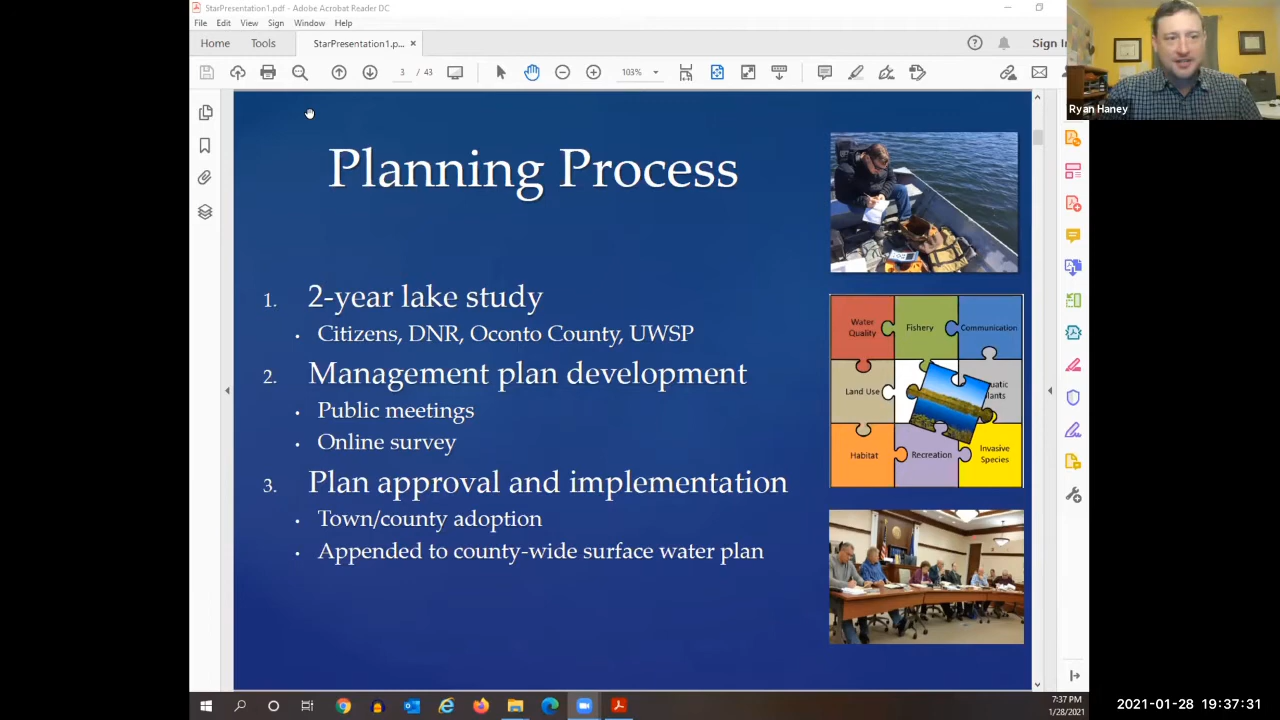 StarPresentation1.pdf - Adobe Acrobat Reader DC
File Edit View Sign Window Help
Home Tools StarPresentation1.p... × Sign In
3 / 43 103%
Ryan Haney
Planning Process
1. 2-year lake study
• Citizens, DNR, Oconto County, UWSP
2. Management plan development
• Public meetings
• Online survey
3. Plan approval and implementation
• Town/county adoption
• Appended to county-wide surface water plan
Water
Quality
Fishery
Communication
Land Use
uatic
lants
Habitat
Recreation
Invasive
Species
7:37 PM
1/28/2021
2021-01-28 19:37:31